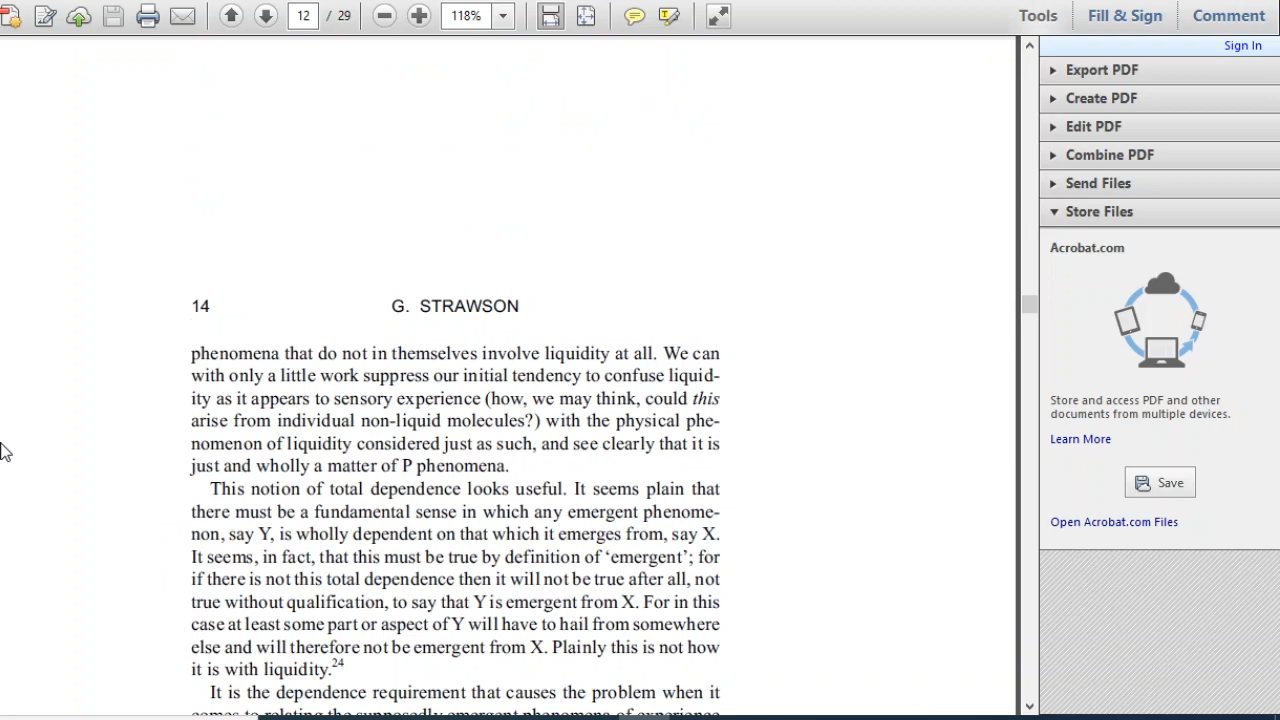 12 / 29
118%
Tools
Fill & Sign
Comment
Sign In
Export PDF
Create PDF
Edit PDF
Combine PDF
Send Files
Store Files
Acrobat.com
Store and access PDF and other
documents from multiple devices.
Learn More
Save
Open Acrobat.com Files
14 G. STRAWSON
phenomena that do not in themselves involve liquidity at all. We can
with only a little work suppress our initial tendency to confuse liquid-
ity as it appears to sensory experience (how, we may think, could this
arise from individual non-liquid molecules?) with the physical phe-
nomenon of liquidity considered just as such, and see clearly that it is
just and wholly a matter of P phenomena.
This notion of total dependence looks useful. It seems plain that
there must be a fundamental sense in which any emergent phenome-
non, say Y, is wholly dependent on that which it emerges from, say X.
It seems, in fact, that this must be true by definition of ‘emergent’; for
if there is not this total dependence then it will not be true after all, not
true without qualification, to say that Y is emergent from X. For in this
case at least some part or aspect of Y will have to hail from somewhere
else and will therefore not be emergent from X. Plainly this is not how
it is with liquidity.24
It is the dependence requirement that causes the problem when it
comes to relating the supposedly emergent phenomena of experience